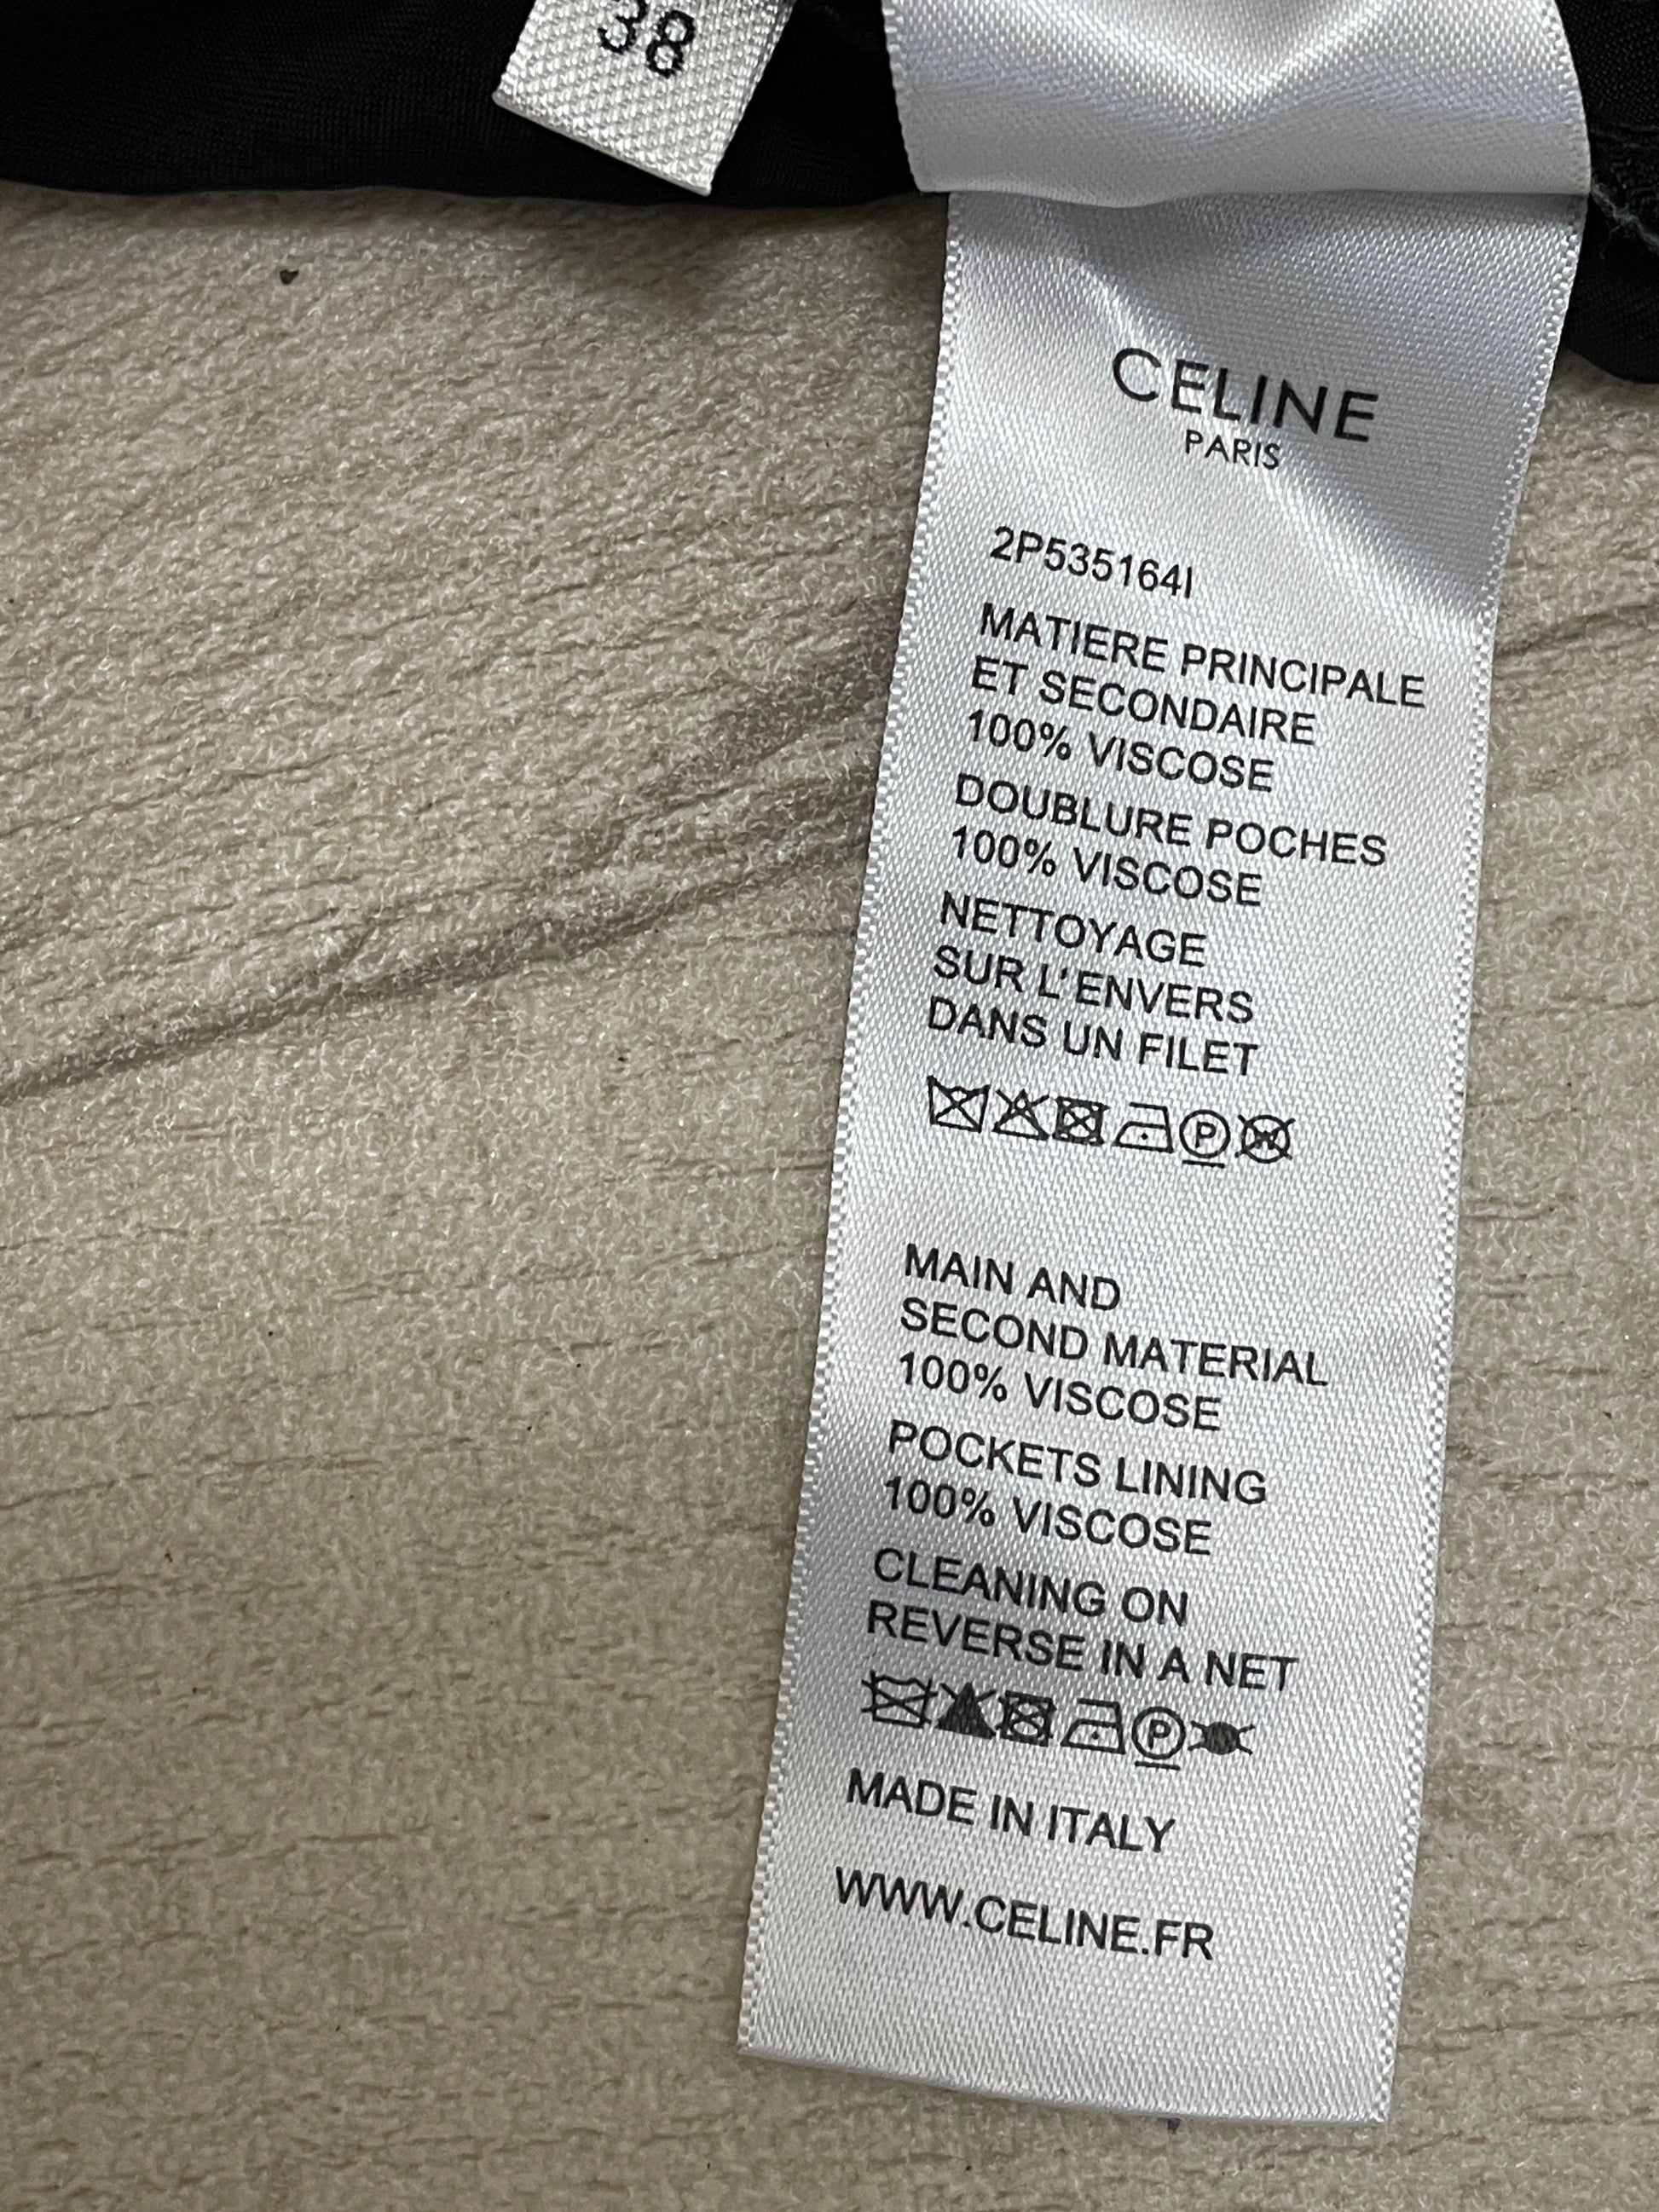 38
CELINE
PARIS
2P535164I
MATIERE PRINCIPALE
ET SECONDAIRE
100% VISCOSE
DOUBLURE POCHES
100% VISCOSE
NETTOYAGE
SUR L'ENVERS
DANS UN FILET
P W
MAIN AND
SECOND MATERIAL
100% VISCOSE
POCKETS LINING
100% VISCOSE
CLEANING ON
REVERSE IN A NET
P
MADE IN ITALY
WWW.CELINE.FR